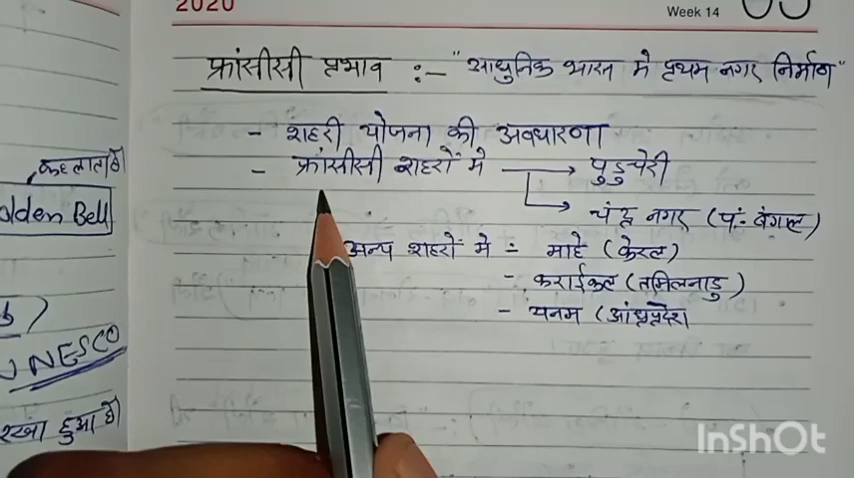 2020
Week 14
फ्रांसीसी प्रभाव :- "आधुनिक भारत मे प्रथम नगर निर्माण"
- शहरी योजना की अवधारणा
- फ्रांसीसी शहरों मे → पुडुचेरी
→ चंद्र नगर (प. बंगाल)
अन्य शहरों मे :- माहे (केरल)
- कराईकल (तमिलनाडु)
- यनम (आंध्रप्रदेश
कहलाता है
olden Bell
UNESCO
रखा हुआ है
InShOt